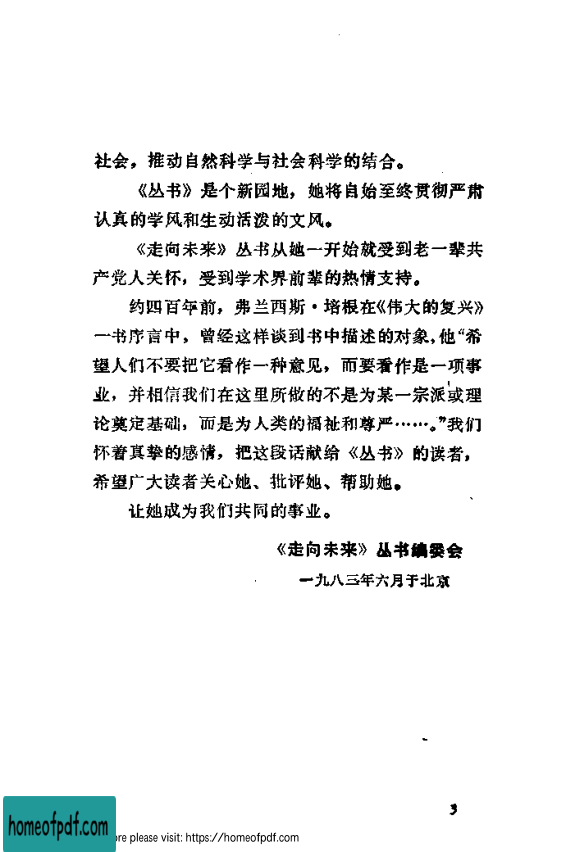 社会，推动自然科学与社会科学的结合。
《丛书》是个新园地，她将自始至终贯彻严肃
认真的学风和生动活泼的文风。
《走向未来》丛书从她一开始就受到老一辈共
产党人关怀，受到学术界前辈的热情支持。
约四百年前，弗兰西斯·培根在《伟大的复兴》
一书序言中，曾经这样谈到书中描述的对象，他“希
望人们不要把它看作一种意见，而要看作是一项事
业，并相信我们在这里所做的不是为某一宗派或理
论奠定基础，而是为人类的福祉和尊严……。”我们
怀着真挚的感情，把这段话献给《丛书》的读者，
希望广大读者关心她、批评她、帮助她。
让她成为我们共同的事业。
《走向未来》丛书编委会
一九八三年六月于北京
3
homeofpdf.com
please visit: https://homeofpdf.com